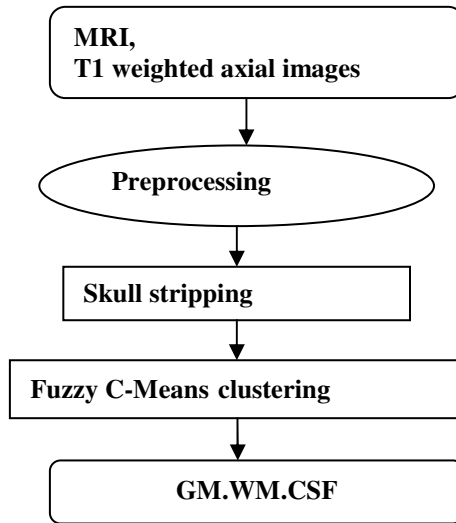 MRI,
T1 weighted axial images
Preprocessing
Skull stripping
Fuzzy C-Means clustering
GM.WM.CSF